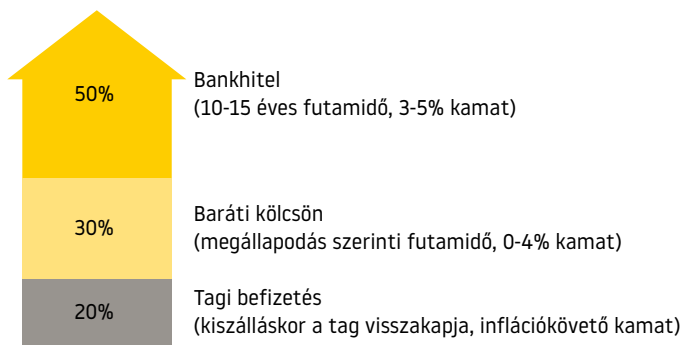 50%
Bankhitel
(10-15 éves futamidő, 3-5% kamat)
30%
Baráti kölcsön
(megállapodás szerinti futamidő, 0-4% kamat)
20%
Tagi befizetés
(kiszálláskor a tag visszakapja, inflációkövető kamat)